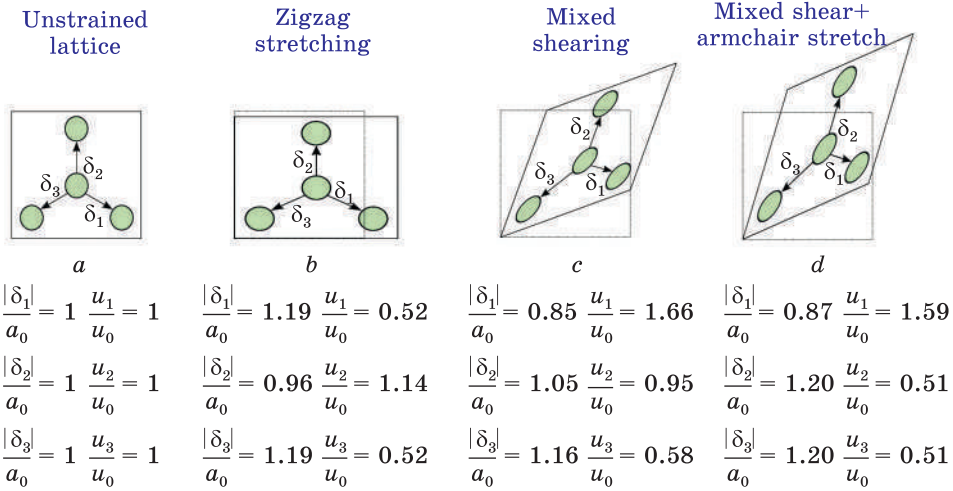 Unstrained
lattice
Zigzag
stretching
Mixed
shearing
Mixed shear+
armchair stretch
δ₃ δ₂
δ₁
δ₂ δ₁
δ₃
δ₂
δ₃ δ₁
δ₂
δ₃ δ₁
a b c d
|δ₁|/a₀ = 1 u₁/u₀ = 1
|δ₂|/a₀ = 1 u₂/u₀ = 1
|δ₃|/a₀ = 1 u₃/u₀ = 1
|δ₁|/a₀ = 1.19 u₁/u₀ = 0.52
|δ₂|/a₀ = 0.96 u₂/u₀ = 1.14
|δ₃|/a₀ = 1.19 u₃/u₀ = 0.52
|δ₁|/a₀ = 0.85 u₁/u₀ = 1.66
|δ₂|/a₀ = 1.05 u₂/u₀ = 0.95
|δ₃|/a₀ = 1.16 u₃/u₀ = 0.58
|δ₁|/a₀ = 0.87 u₁/u₀ = 1.59
|δ₂|/a₀ = 1.20 u₂/u₀ = 0.51
|δ₃|/a₀ = 1.20 u₃/u₀ = 0.51